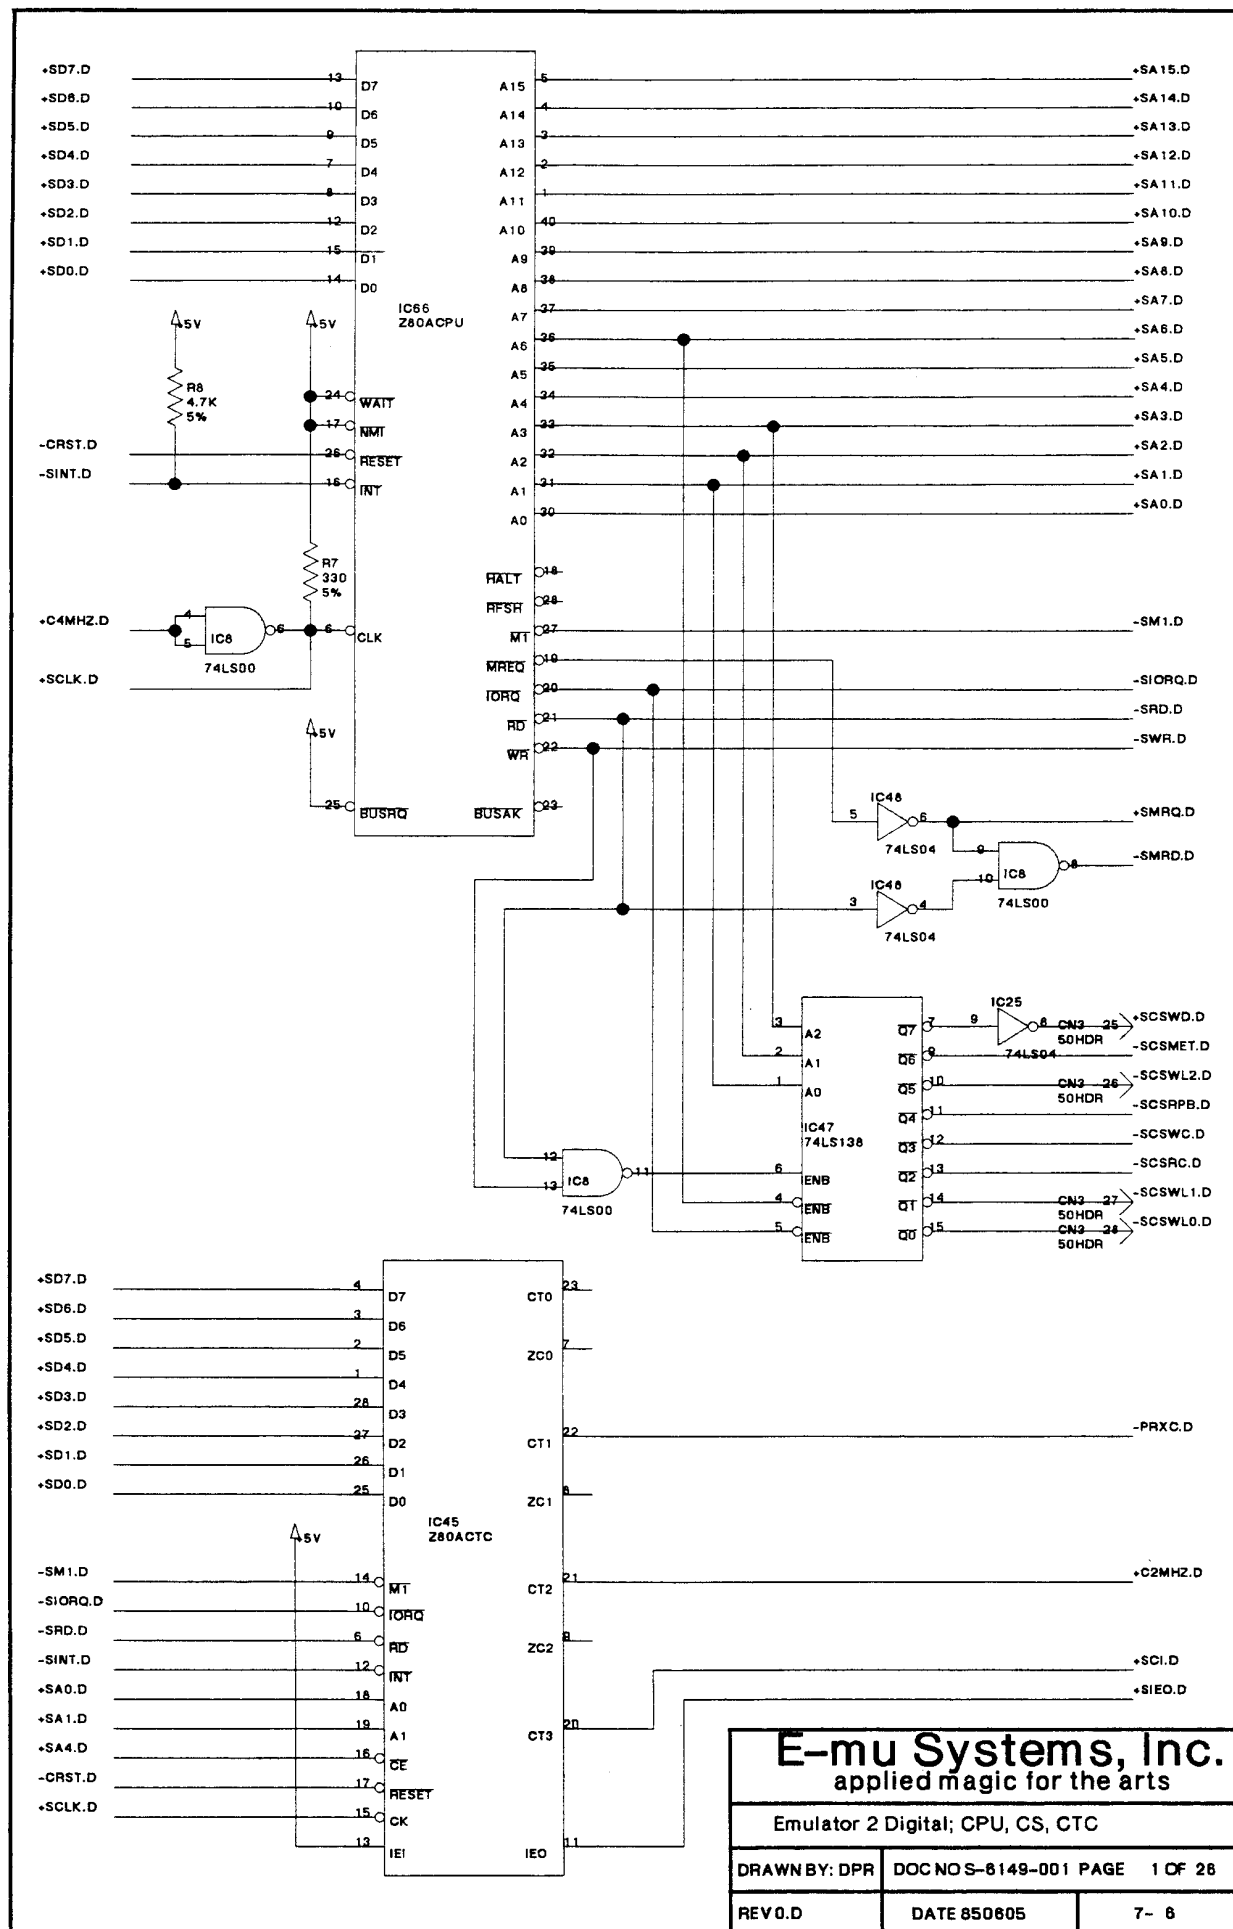 +SD7.D 13 D7 A15 5 +SA15.D
+SD6.D 10 D6 A14 4 +SA14.D
+SD5.D 9 D5 A13 3 +SA13.D
+SD4.D 7 D4 A12 2 +SA12.D
+SD3.D 8 D3 A11 1 +SA11.D
+SD2.D 12 D2 A10 40 +SA10.D
+SD1.D 15 D1 A9 39 +SA9.D
+SD0.D 14 D0 A8 38 +SA8.D
IC66
Z80ACPU
A7 37 +SA7.D
+5V +5V A6 36 +SA6.D
A5 35 +SA5.D
R8
4.7K
5%
24 WAIT A4 34 +SA4.D
17 NMI A3 33 +SA3.D
-CRST.D 26 RESET A2 32 +SA2.D
-SINT.D 16 INT A1 31 +SA1.D
A0 30 +SA0.D
R7
330
5%
HALT 18
RFSH 28
+C4MHZ.D 4 5 IC8 6 6 CLK M1 27 -SM1.D
74LS00
MREQ 19
+SCLK.D IORQ 20 -SIORQ.D
RD 21 -SRD.D
+5V WR 22 -SWR.D
25 BUSRQ BUSAK 23
IC48
5 6 +SMRQ.D
74LS04
9 10 IC8 8 -SMRD.D
74LS00
IC48
3 4
74LS04
3 A2 Q7 7 9 IC25 8 CN3 25 +SCSWD.D
74LS04 50HDR
2 A1 Q6 9 -SCSMET.D
1 A0 Q5 10 CN3 26 -SCSWL2.D
50HDR
Q4 11 -SCSRPB.D
IC47
74LS138
Q3 12 -SCSWC.D
12 13 IC8 11 6 ENB Q2 13 -SCSRC.D
74LS00
4 ENB Q1 14 CN3 27 -SCSWL1.D
50HDR
5 ENB Q0 15 CN3 28 -SCSWL0.D
50HDR
+SD7.D 4 D7 CT0 23
+SD6.D 3 D6
+SD5.D 2 D5 ZC0 7
+SD4.D 1 D4
+SD3.D 28 D3
+SD2.D 27 D2 CT1 22 -PRXC.D
+SD1.D 26 D1
+SD0.D 25 D0 ZC1 8
IC45
Z80ACTC
+5V
-SM1.D 14 M1 CT2 21 +C2MHZ.D
-SIORQ.D 10 IORQ
-SRD.D 6 RD ZC2 9
-SINT.D 12 INT +SCI.D
+SA0.D 18 A0 +SIEO.D
+SA1.D 19 A1 CT3 20
+SA4.D 16 CE
-CRST.D 17 RESET
+SCLK.D 15 CK
13 IEI IEO 11
E-mu Systems, Inc.
applied magic for the arts
Emulator 2 Digital; CPU, CS, CTC
DRAWN BY: DPR DOC NO S-6149-001 PAGE 1 OF 26
REV 0.D DATE 850605 7- 6